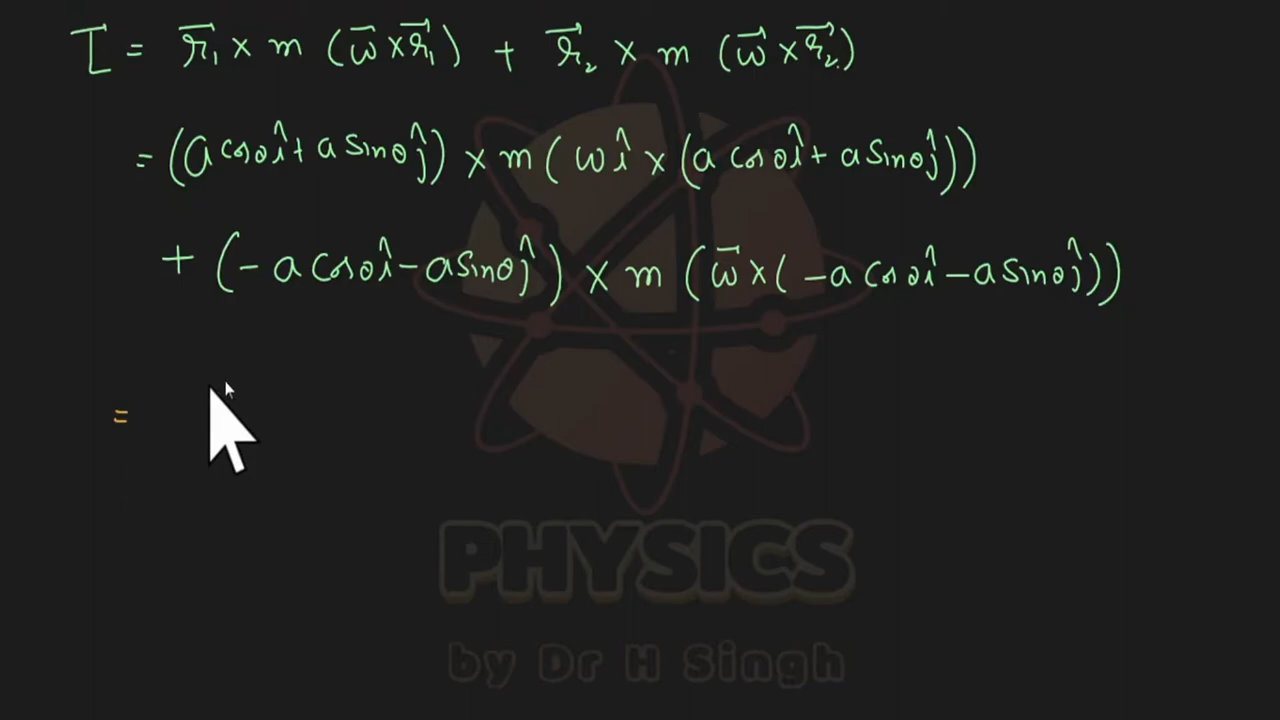 L⃗ = r⃗₁ × m (ω⃗ × r⃗₁) + r⃗₂ × m (ω⃗ × r⃗₂)
= (a cosθ î + a sinθ ĵ) × m (ω î × (a cosθ î + a sinθ ĵ))
+ (-a cosθ î - a sinθ ĵ) × m (ω⃗ × (-a cosθ î - a sinθ ĵ))
=
PHYSICS
by Dr H Singh